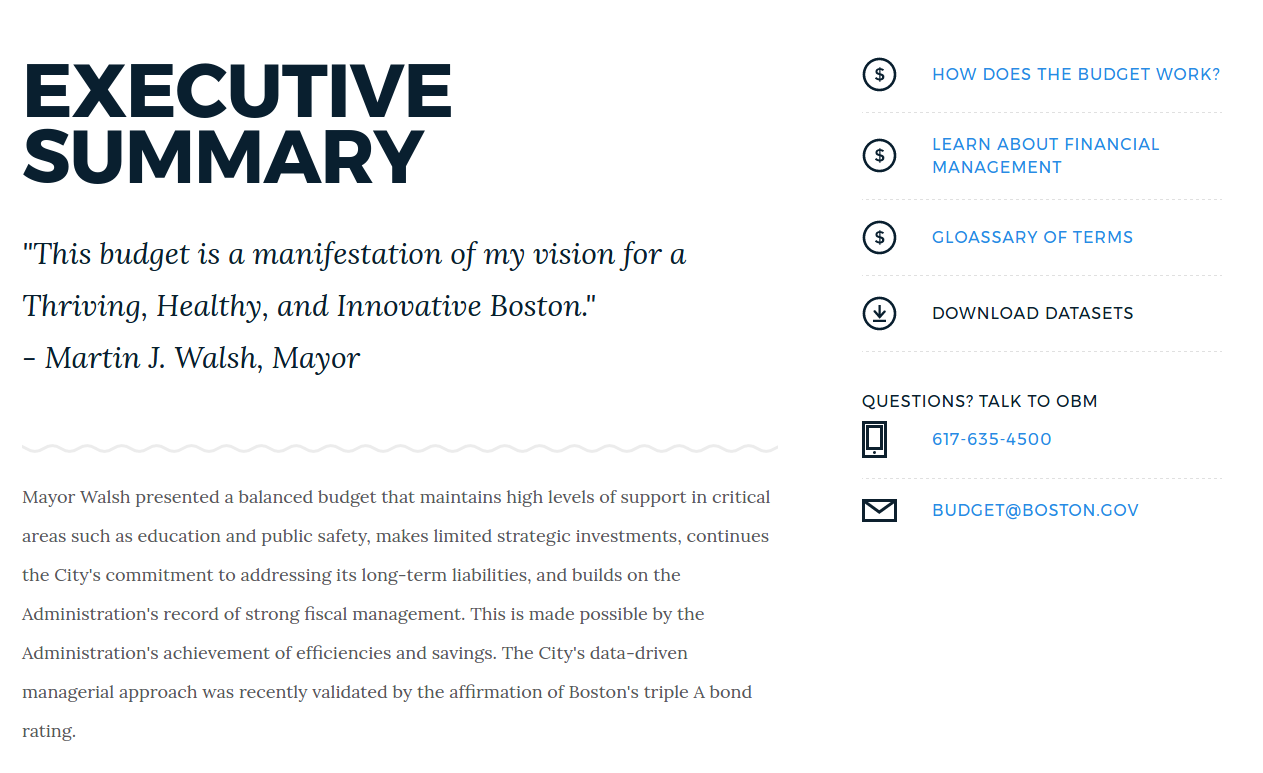 EXECUTIVE
SUMMARY
"This budget is a manifestation of my vision for a
Thriving, Healthy, and Innovative Boston."
- Martin J. Walsh, Mayor
Mayor Walsh presented a balanced budget that maintains high levels of support in critical
areas such as education and public safety, makes limited strategic investments, continues
the City's commitment to addressing its long-term liabilities, and builds on the
Administration's record of strong fiscal management. This is made possible by the
Administration's achievement of efficiencies and savings. The City's data-driven
managerial approach was recently validated by the affirmation of Boston's triple A bond
rating.
$ HOW DOES THE BUDGET WORK?
$ LEARN ABOUT FINANCIAL
MANAGEMENT
$ GLOASSARY OF TERMS
DOWNLOAD DATASETS
QUESTIONS? TALK TO OBM
617-635-4500
BUDGET@BOSTON.GOV